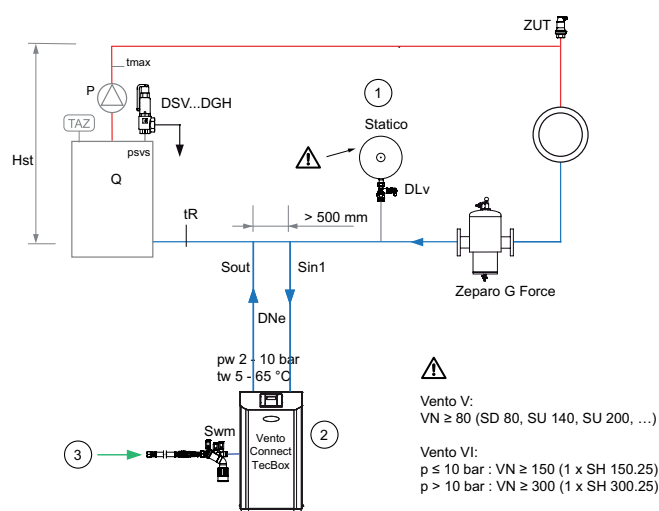 ZUT
tmax
P
DSV...DGH
1
Statico
TAZ
psvs
Hst
Q
DLv
tR
> 500 mm
Sout
Sin1
Zeparo G Force
DNe
pw 2 - 10 bar
tw 5 - 65 °C
Swm
Vento
Connect
TecBox
2
3
Vento V:
VN ≥ 80 (SD 80, SU 140, SU 200, ...)
Vento VI:
p ≤ 10 bar : VN ≥ 150 (1 x SH 150.25)
p > 10 bar : VN ≥ 300 (1 x SH 300.25)